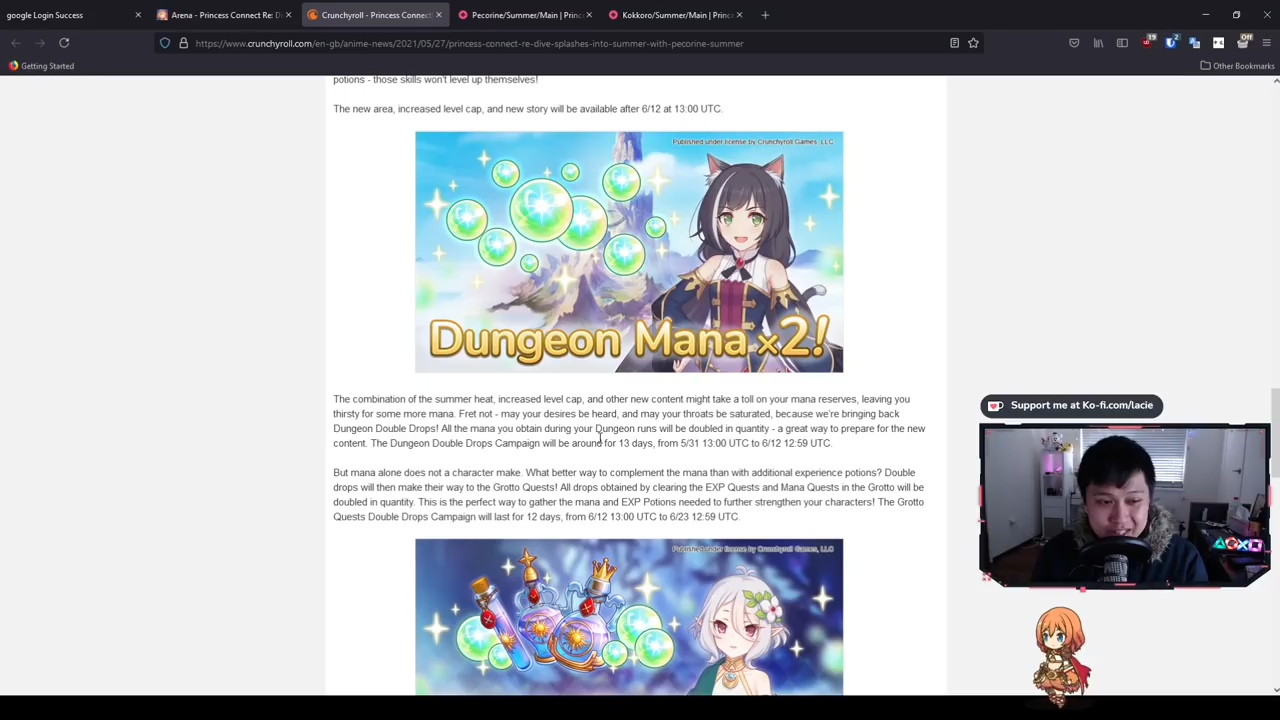 google Login Success
Arena - Princess Connect Re: Di
Crunchyroll - Princess Connect!
Pecorine/Summer/Main | Princ
Kokkoro/Summer/Main | Princ
https://www.crunchyroll.com/en-gb/anime-news/2021/05/27/princess-connect-re-dive-splashes-into-summer-with-pecorine-summer
19
2
Off
Getting Started
Other Bookmarks
potions - those skills won't level up themselves!
The new area, increased level cap, and new story will be available after 6/12 at 13:00 UTC.
Published under license by Crunchyroll Games, LLC
Dungeon Mana ×2!
The combination of the summer heat, increased level cap, and other new content might take a toll on your mana reserves, leaving you
thirsty for some more mana. Fret not - may your desires be heard, and may your throats be saturated, because we're bringing back
Dungeon Double Drops! All the mana you obtain during your Dungeon runs will be doubled in quantity - a great way to prepare for the new
content. The Dungeon Double Drops Campaign will be around for 13 days, from 5/31 13:00 UTC to 6/12 12:59 UTC.
But mana alone does not a character make. What better way to complement the mana than with additional experience potions? Double
drops will then make their way to the Grotto Quests! All drops obtained by clearing the EXP Quests and Mana Quests in the Grotto will be
doubled in quantity. This is the perfect way to gather the mana and EXP Potions needed to further strengthen your characters! The Grotto
Quests Double Drops Campaign will last for 12 days, from 6/12 13:00 UTC to 6/23 12:59 UTC.
Published under license by Crunchyroll Games, LLC
Support me at Ko-fi.com/lacie